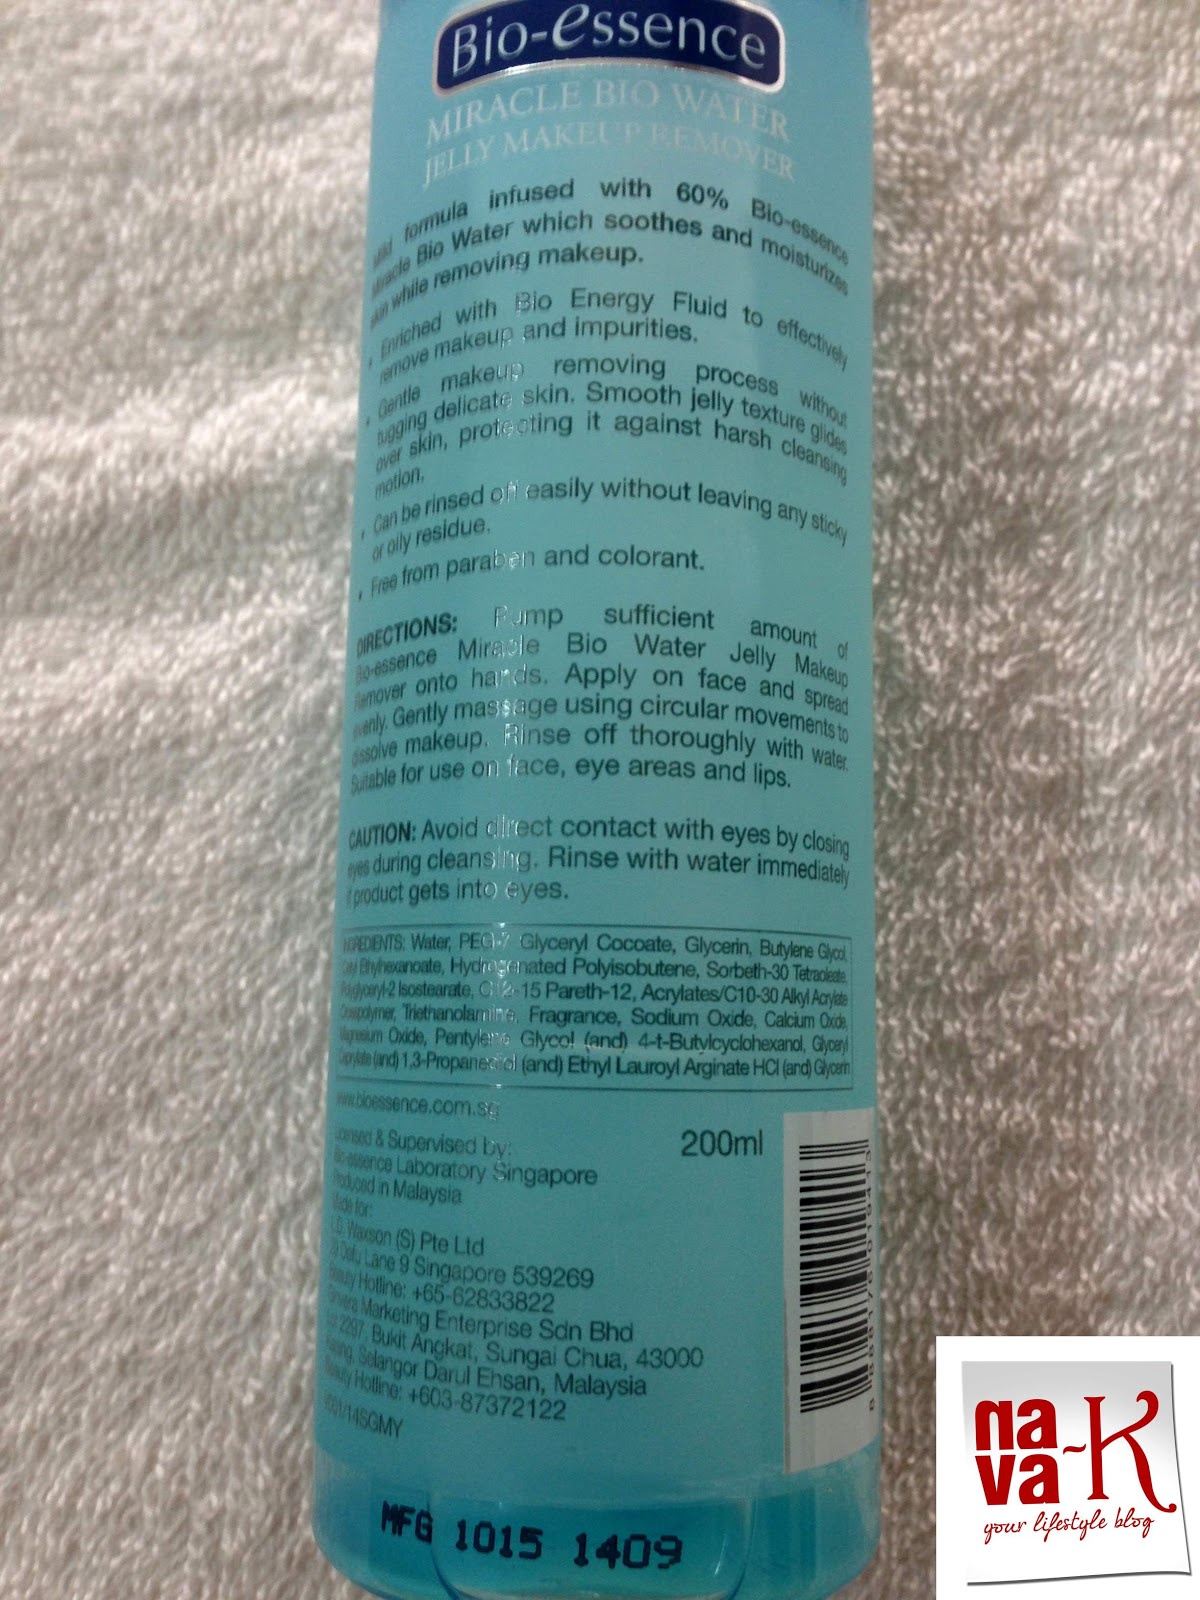 Bio-essence
MIRACLE BIO WATER
JELLY MAKEUP REMOVER
Mild formula infused with 60% Bio-essence
Miracle Bio Water which soothes and moisturizes
skin while removing makeup.
• Enriched with Bio Energy Fluid to effectively
remove makeup and impurities.
• Gentle makeup removing process without
tugging delicate skin. Smooth jelly texture glides
over skin, protecting it against harsh cleansing
motion.
• Can be rinsed off easily without leaving any sticky
or oily residue.
• Free from paraben and colorant.
DIRECTIONS: Pump sufficient amount of
Bio-essence Miracle Bio Water Jelly Makeup
Remover onto hands. Apply on face and spread
evenly. Gently massage using circular movements to
dissolve makeup. Rinse off thoroughly with water.
Suitable for use on face, eye areas and lips.
CAUTION: Avoid direct contact with eyes by closing
eyes during cleansing. Rinse with water immediately
if product gets into eyes.
INGREDIENTS: Water, PEG-7 Glyceryl Cocoate, Glycerin, Butylene Glycol,
Cetyl Ethylhexanoate, Hydrogenated Polyisobutene, Sorbeth-30 Tetraoleate,
Polyglyceryl-2 Isostearate, C12-15 Pareth-12, Acrylates/C10-30 Alkyl Acrylate
Crosspolymer, Triethanolamine, Fragrance, Sodium Oxide, Calcium Oxide,
Magnesium Oxide, Pentylene Glycol (and) 4-t-Butylcyclohexanol, Glyceryl
Caprylate (and) 1,3-Propanediol (and) Ethyl Lauroyl Arginate HCl (and) Glycerin
www.bioessence.com.sg
200ml
Licensed & Supervised by:
Bio-essence Laboratory Singapore
Produced in Malaysia
Made for:
L.D. Waxson (S) Pte Ltd
Defu Lane 9 Singapore 539269
Beauty Hotline: +65-62833822
Marketing Enterprise Sdn Bhd
Lot 2297, Bukit Angkat, Sungai Chua, 43000
Kajang, Selangor Darul Ehsan, Malaysia
Beauty Hotline: +603-87372122
8 888176 019413
MFG 1015 1409
nava-K
your lifestyle blog